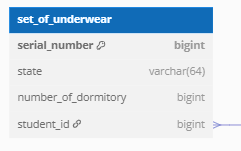 set_of_underwear
serial_number bigint
state varchar(64)
number_of_dormitory bigint
student_id bigint